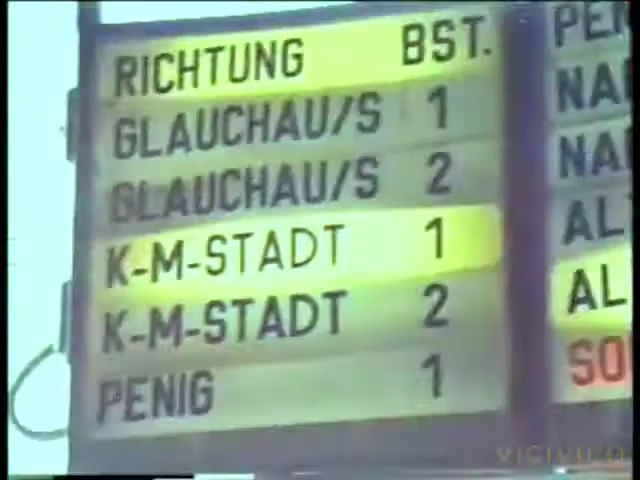 RICHTUNG BST.
GLAUCHAU/S 1
GLAUCHAU/S 2
K-M-STADT 1
K-M-STADT 2
PENIG 1